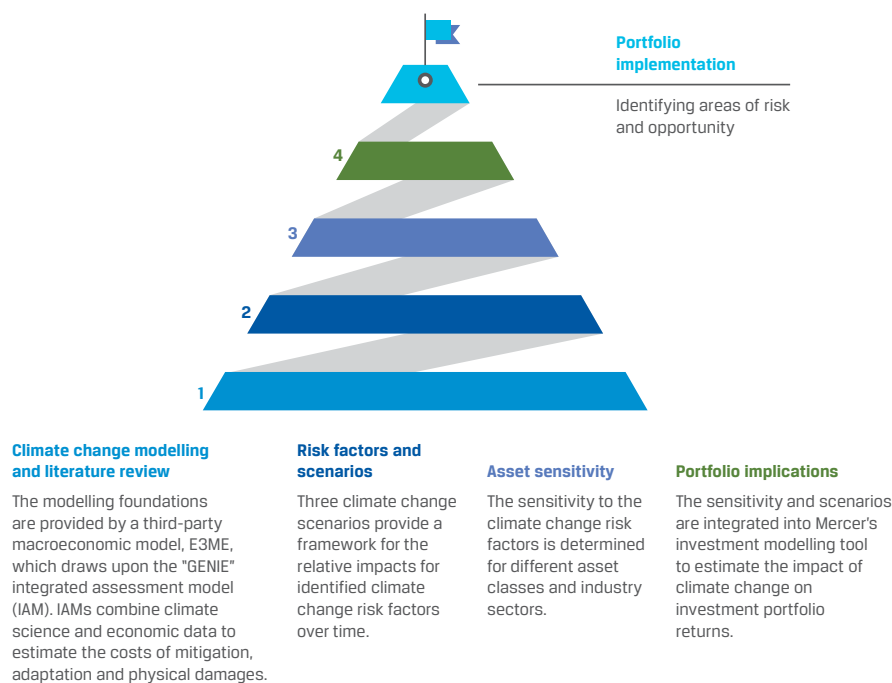 Portfolio
implementation
Identifying areas of risk
and opportunity
4
3
2
1
Climate change modelling
and literature review
The modelling foundations
are provided by a third-party
macroeconomic model, E3ME,
which draws upon the "GENIE"
integrated assessment model
(IAM). IAMs combine climate
science and economic data to
estimate the costs of mitigation,
adaptation and physical damages.
Risk factors and
scenarios
Three climate change
scenarios provide a
framework for the
relative impacts for
identified climate
change risk factors
over time.
Asset sensitivity
The sensitivity to the
climate change risk
factors is determined
for different asset
classes and industry
sectors.
Portfolio implications
The sensitivity and scenarios
are integrated into Mercer's
investment modelling tool
to estimate the impact of
climate change on
investment portfolio
returns.